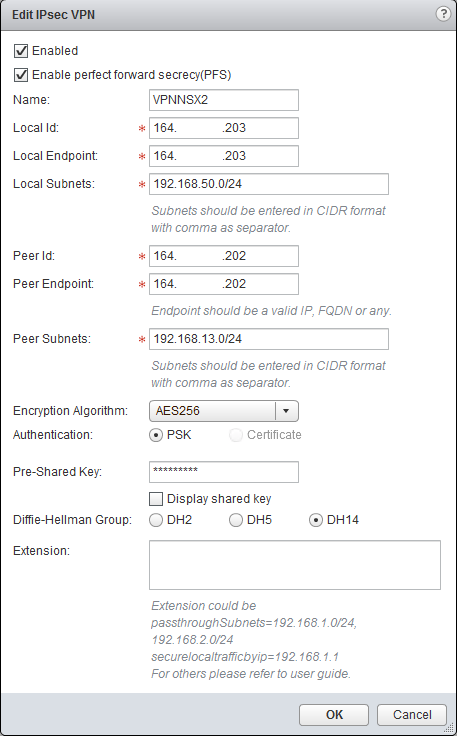 Edit IPsec VPN ?
Enabled
Enable perfect forward secrecy(PFS)
Name: VPNNSX2
Local Id: * 164. .203
Local Endpoint: * 164. .203
Local Subnets: * 192.168.50.0/24
Subnets should be entered in CIDR format
with comma as separator.
Peer Id: * 164. .202
Peer Endpoint: * 164. .202
Endpoint should be a valid IP, FQDN or any.
Peer Subnets: * 192.168.13.0/24
Subnets should be entered in CIDR format
with comma as separator.
Encryption Algorithm: AES256
Authentication: PSK Certificate
Pre-Shared Key: *********
Display shared key
Diffie-Hellman Group: DH2 DH5 DH14
Extension:
Extension could be
passthroughSubnets=192.168.1.0/24,
192.168.2.0/24
securelocaltrafficbyip=192.168.1.1
For others please refer to user guide.
OK Cancel